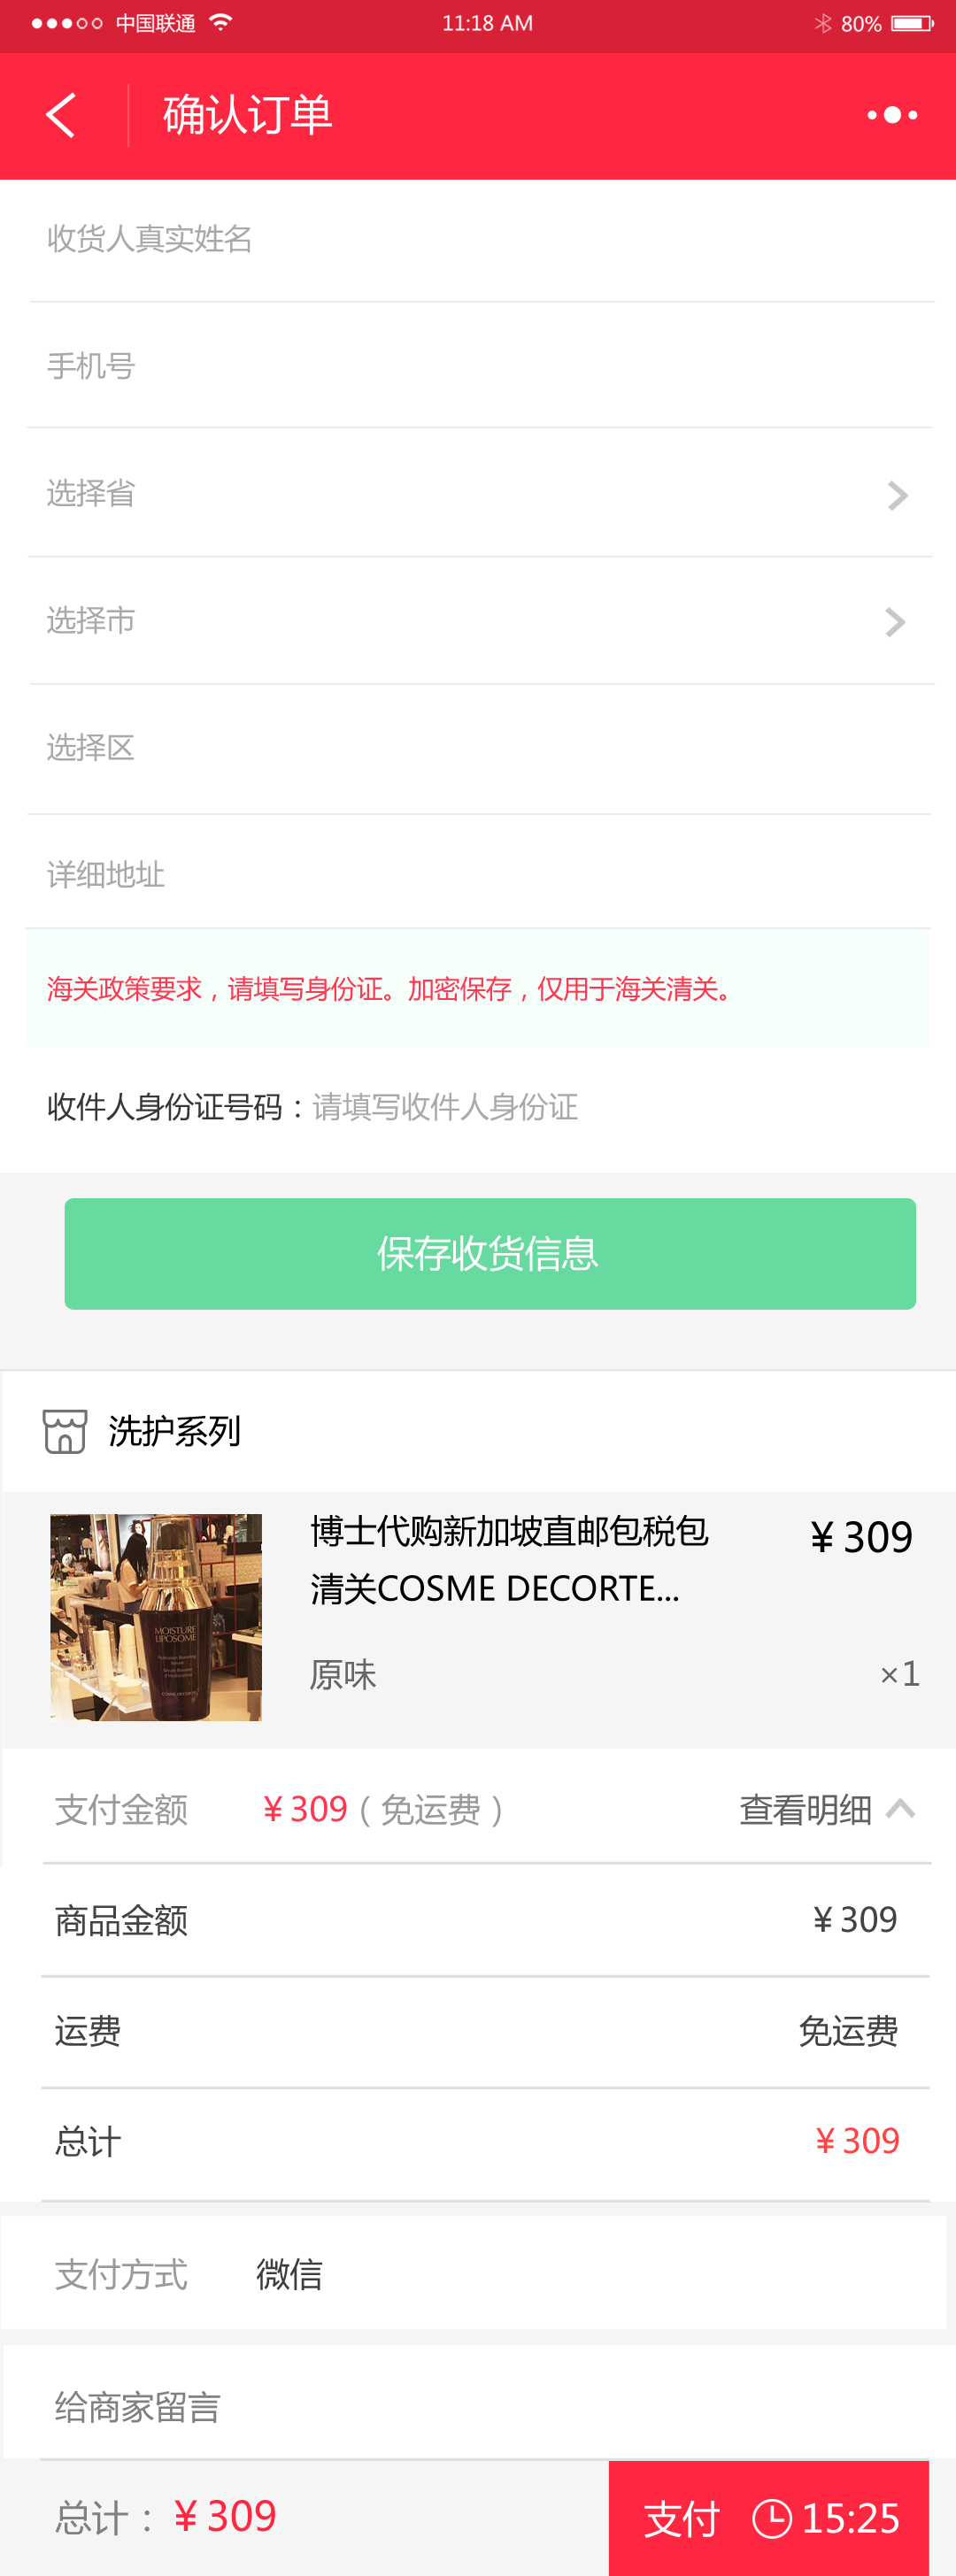 中国联通
11:18 AM
80%
确认订单
收货人真实姓名
手机号
选择省
选择市
选择区
详细地址
海关政策要求，请填写身份证。加密保存，仅用于海关清关。
收件人身份证号码：请填写收件人身份证
保存收货信息
洗护系列
博士代购新加坡直邮包税包
¥ 309
清关COSME DECORTE...
MOISTURE
LIPOSOME
原味
×1
支付金额 ¥ 309（免运费） 查看明细
商品金额 ¥ 309
运费 免运费
总计 ¥ 309
支付方式 微信
给商家留言
总计： ¥ 309 支付 15:25